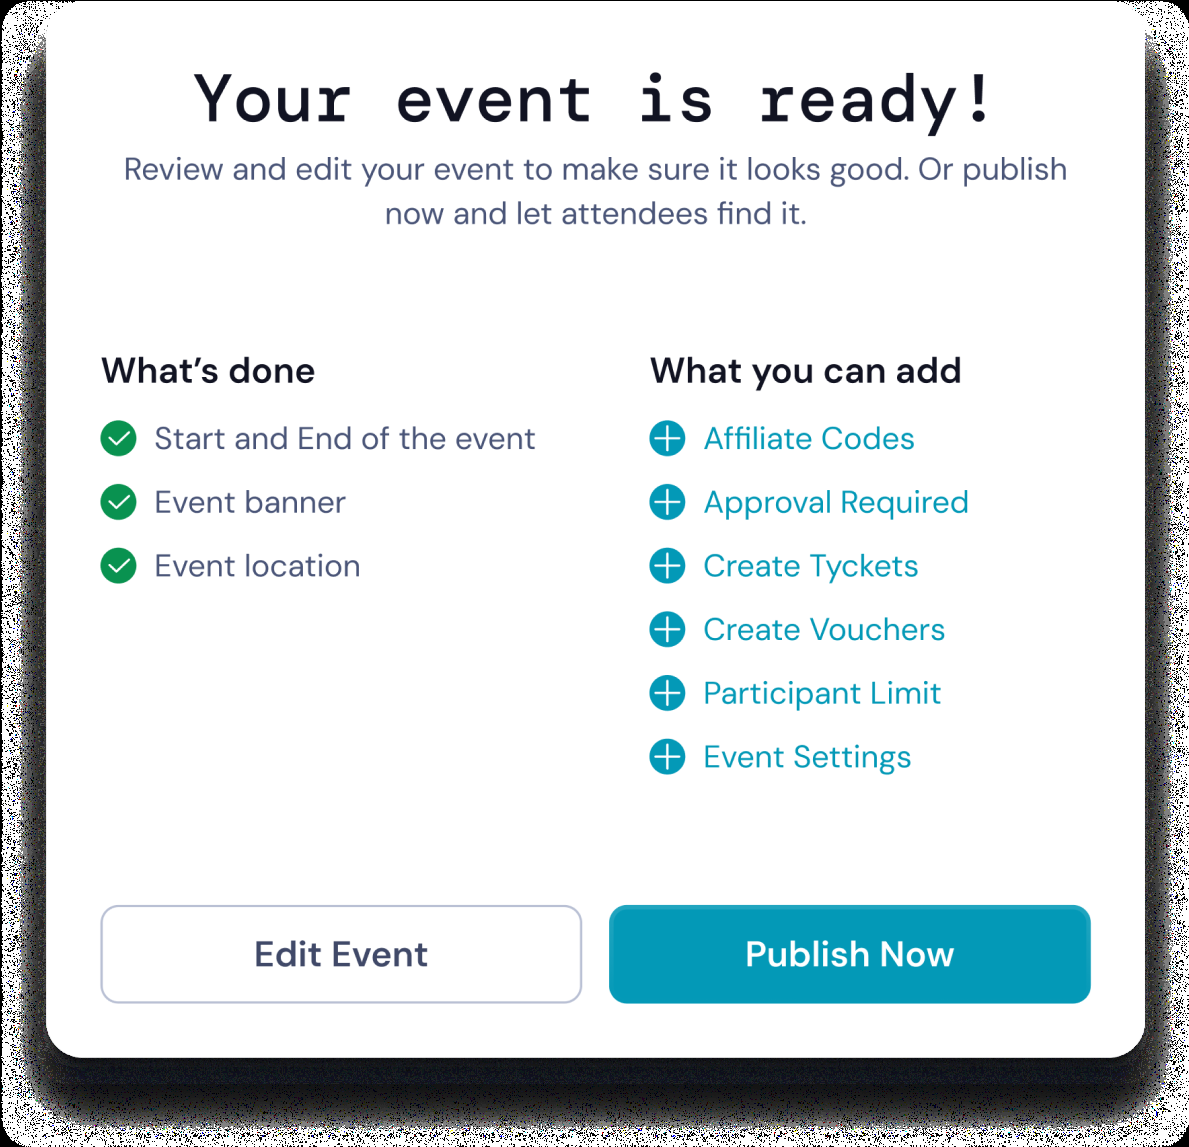 Your event is ready!
Review and edit your event to make sure it looks good. Or publish
now and let attendees find it.
What’s done
Start and End of the event
Event banner
Event location
What you can add
Affiliate Codes
Approval Required
Create Tyckets
Create Vouchers
Participant Limit
Event Settings
Edit Event
Publish Now